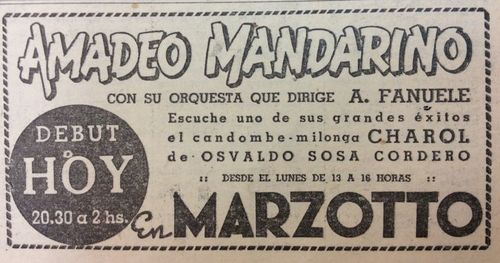 AMADEO MANDARINO
CON SU ORQUESTA QUE DIRIGE A. FANUELE
Escuche uno de sus grandes éxitos
el candombe-milonga CHAROL
de OSVALDO SOSA CORDERO
:: DESDE EL LUNES DE 13 A 16 HORAS ::
DEBUT
HOY
20.30 a 2 hs.
en MARZOTTO